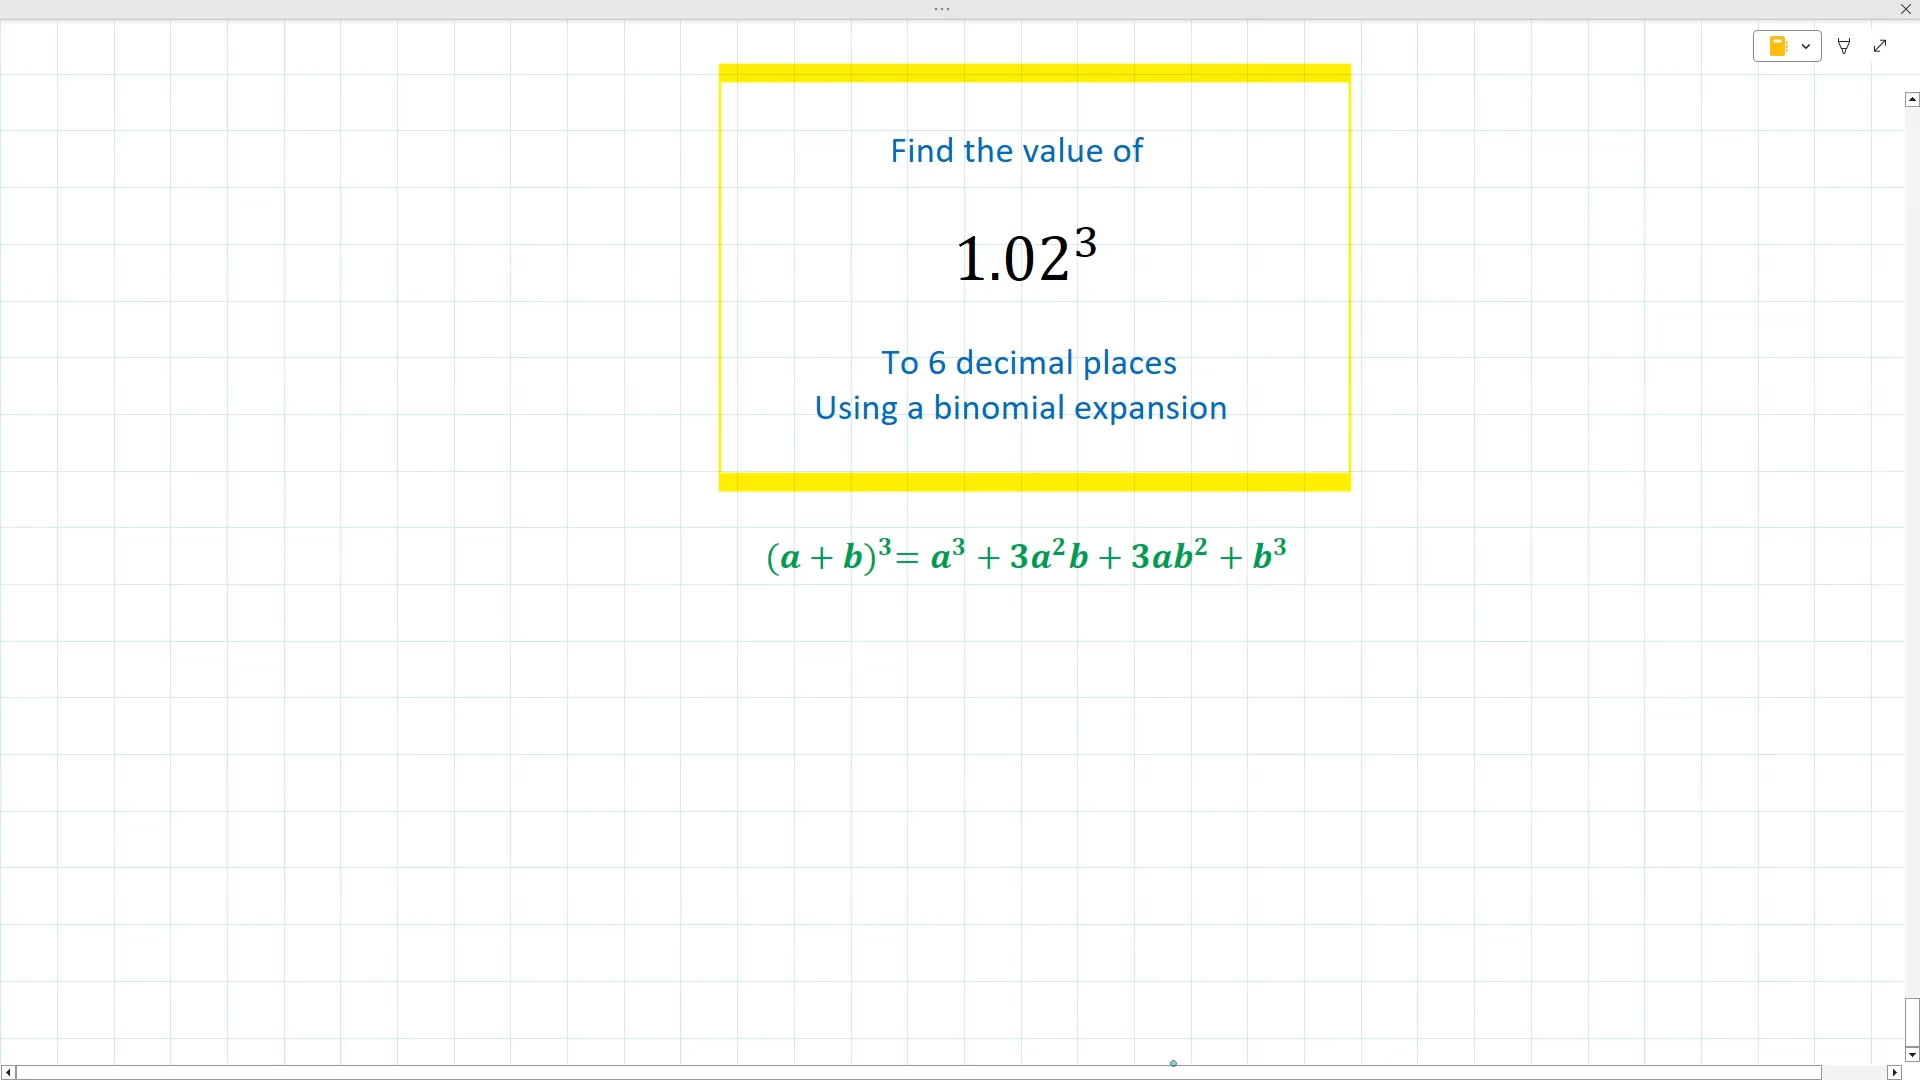 Find the value of
1.02³
To 6 decimal places
Using a binomial expansion
(a + b)³= a³ + 3a²b + 3ab² + b³